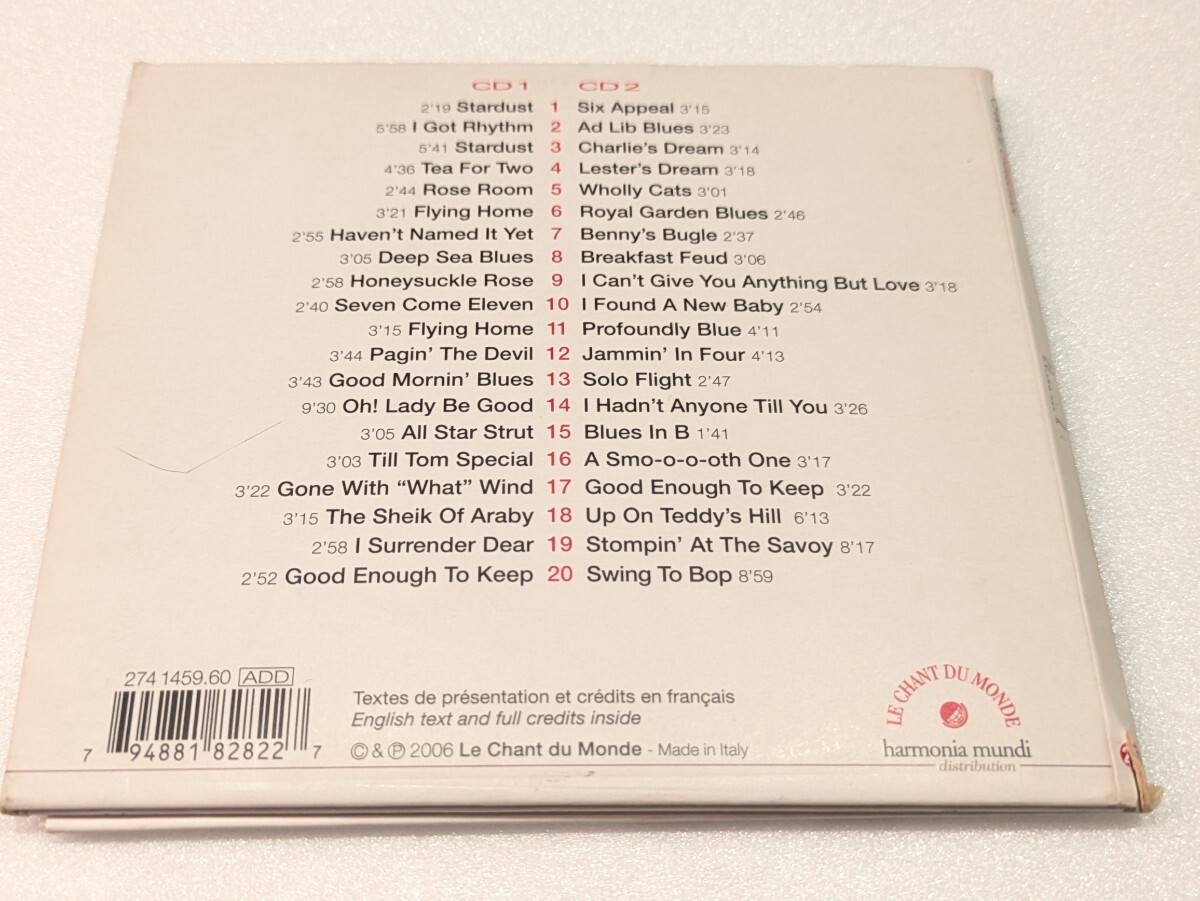 CD 1 CD 2
2'19 Stardust 1 Six Appeal 3'15
5'58 I Got Rhythm 2 Ad Lib Blues 3'23
5'41 Stardust 3 Charlie's Dream 3'14
4'36 Tea For Two 4 Lester's Dream 3'18
2'44 Rose Room 5 Wholly Cats 3'01
3'21 Flying Home 6 Royal Garden Blues 2'46
2'55 Haven't Named It Yet 7 Benny's Bugle 2'37
3'05 Deep Sea Blues 8 Breakfast Feud 3'06
2'58 Honeysuckle Rose 9 I Can't Give You Anything But Love 3'18
2'40 Seven Come Eleven 10 I Found A New Baby 2'54
3'15 Flying Home 11 Profoundly Blue 4'11
3'44 Pagin' The Devil 12 Jammin' In Four 4'13
3'43 Good Mornin' Blues 13 Solo Flight 2'47
9'30 Oh! Lady Be Good 14 I Hadn't Anyone Till You 3'26
3'05 All Star Strut 15 Blues In B 1'41
3'03 Till Tom Special 16 A Smo-o-o-oth One 3'17
3'22 Gone With “What” Wind 17 Good Enough To Keep 3'22
3'15 The Sheik Of Araby 18 Up On Teddy's Hill 6'13
2'58 I Surrender Dear 19 Stompin' At The Savoy 8'17
2'52 Good Enough To Keep 20 Swing To Bop 8'59
274 1459.60 ADD
7 94881 82822 7
Textes de présentation et crédits en français
English text and full credits inside
© & ℗ 2006 Le Chant du Monde - Made in Italy
LE CHANT DU MONDE
harmonia mundi
distribution